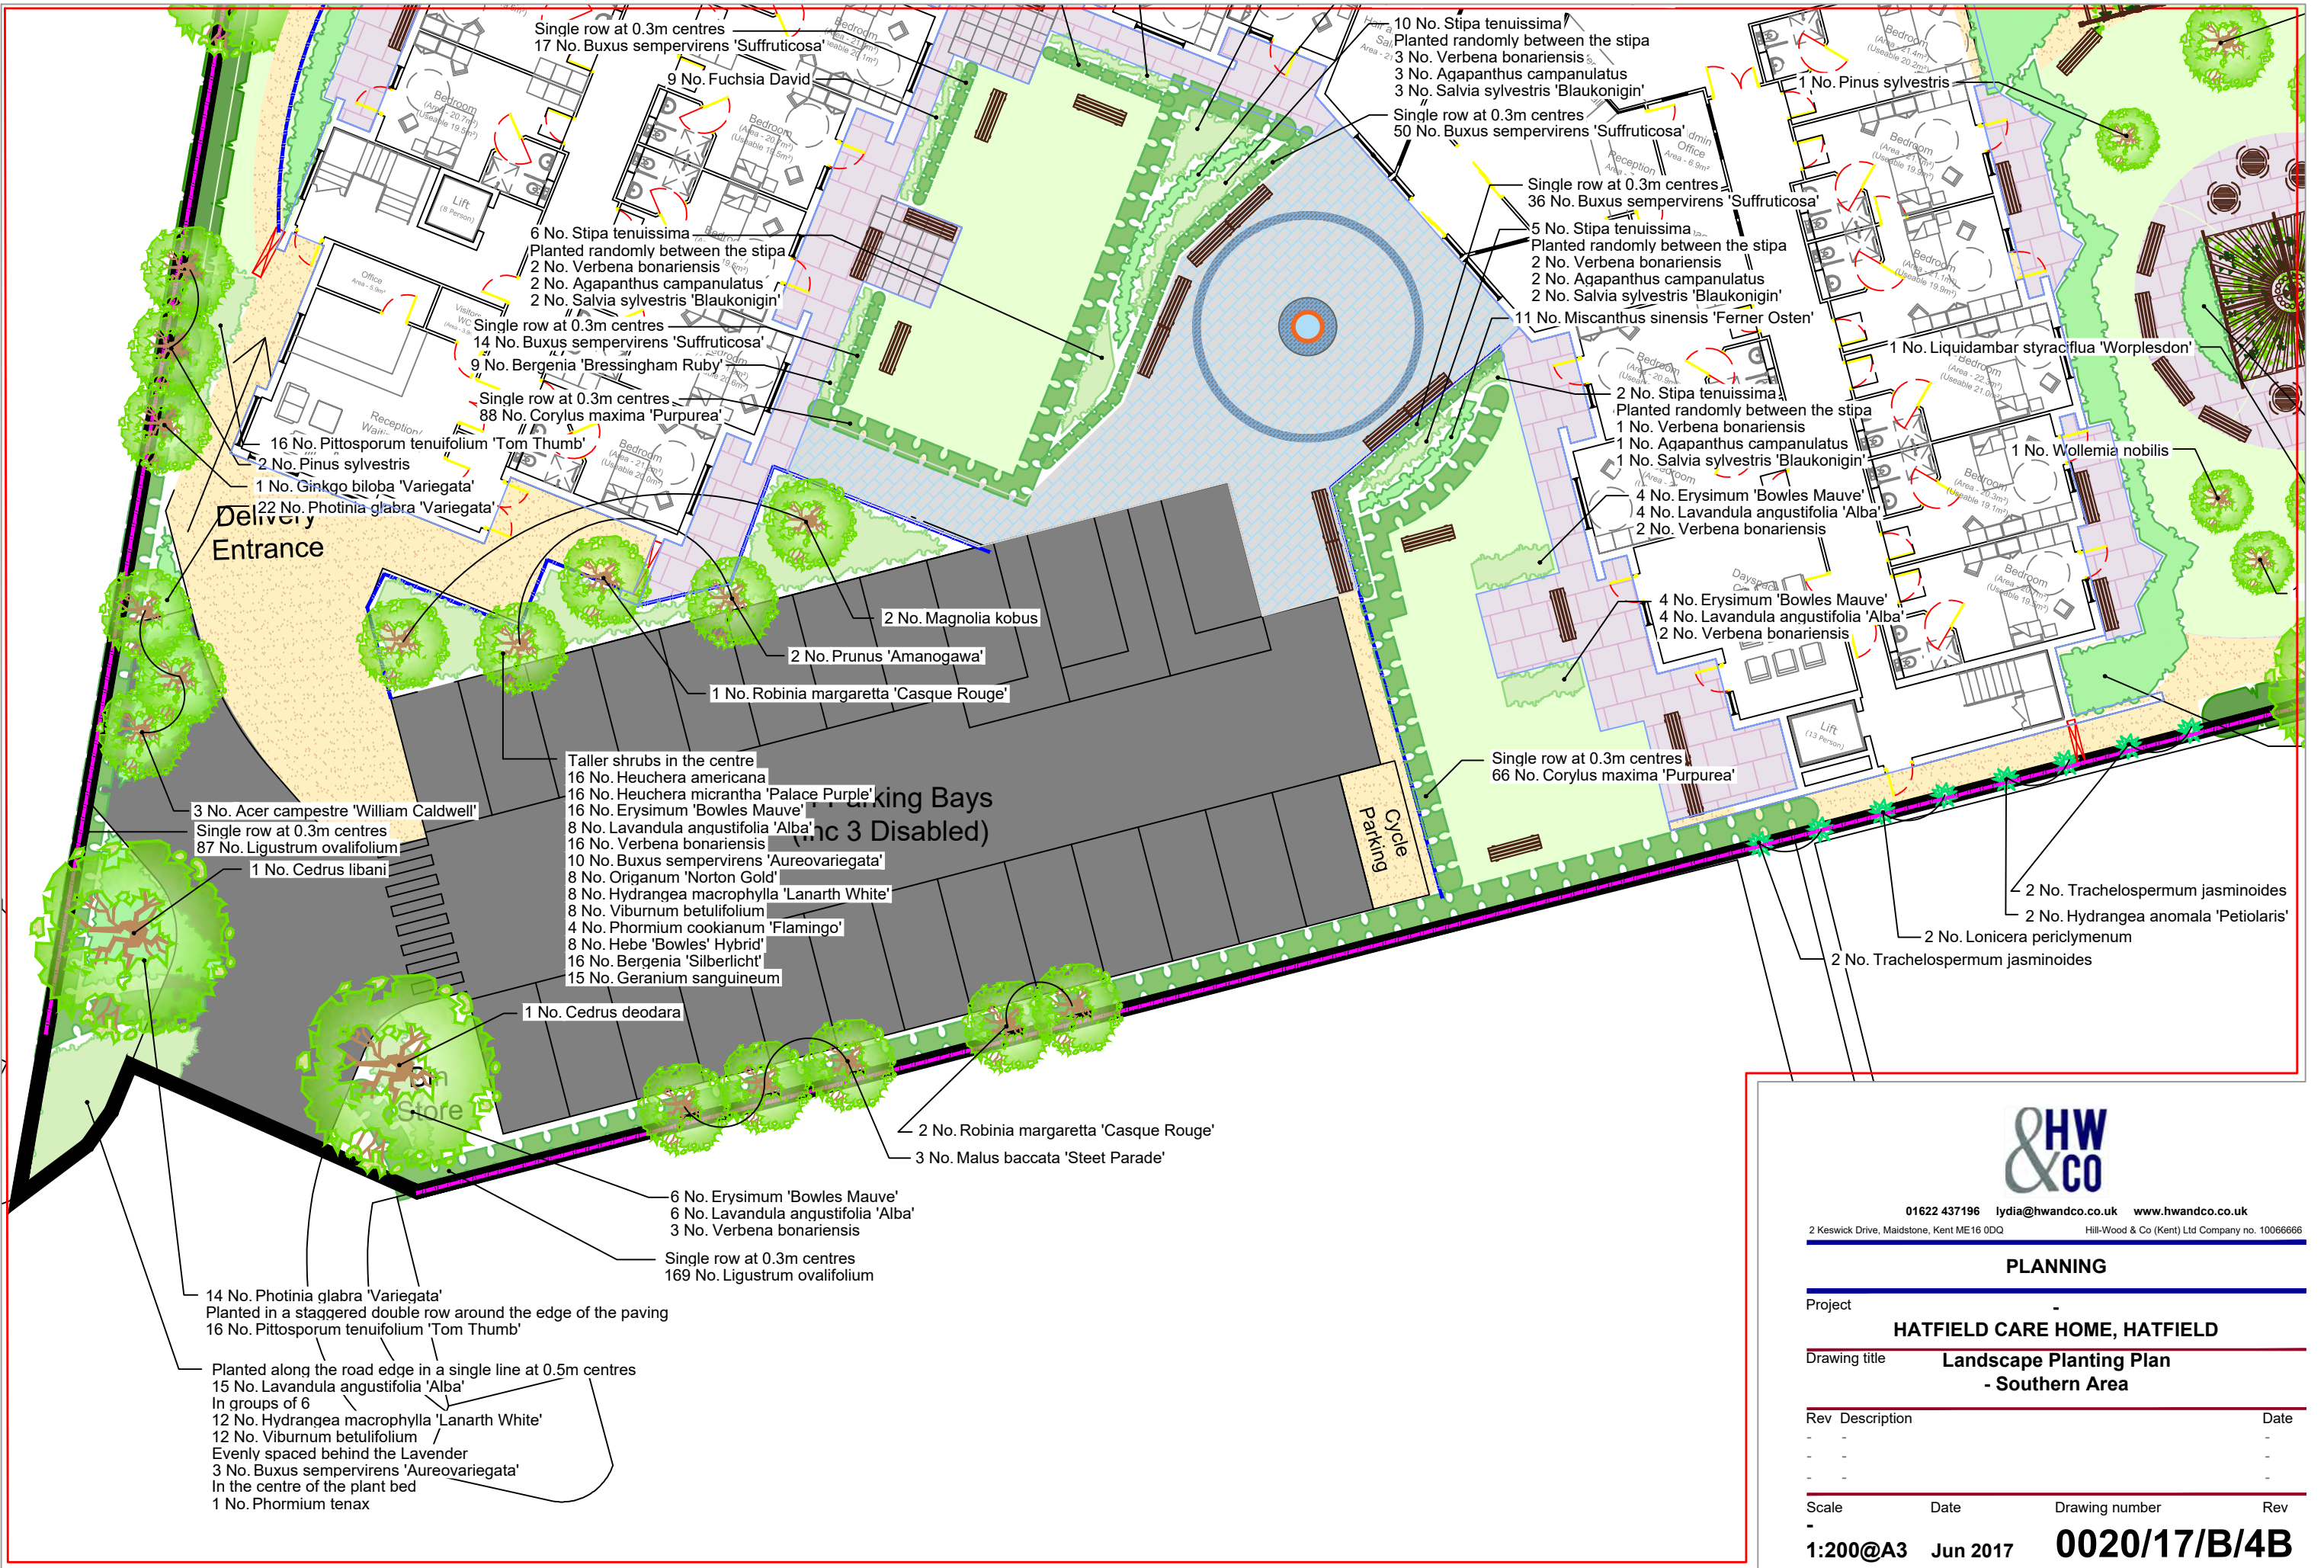 Single row at 0.3m centres
17 No. Buxus sempervirens 'Suffruticosa'
9 No. Fuchsia David
10 No. Stipa tenuissima
Planted randomly between the stipa
3 No. Verbena bonariensis
3 No. Agapanthus campanulatus
3 No. Salvia sylvestris 'Blaukonigin'
Single row at 0.3m centres
50 No. Buxus sempervirens 'Suffruticosa'
1 No. Pinus sylvestris
Single row at 0.3m centres
36 No. Buxus sempervirens 'Suffruticosa'
5 No. Stipa tenuissima
Planted randomly between the stipa
2 No. Verbena bonariensis
2 No. Agapanthus campanulatus
2 No. Salvia sylvestris 'Blaukonigin'
11 No. Miscanthus sinensis 'Ferner Osten'
1 No. Liquidambar styraciflua 'Worplesdon'
6 No. Stipa tenuissima
Planted randomly between the stipa
2 No. Verbena bonariensis
2 No. Agapanthus campanulatus
2 No. Salvia sylvestris 'Blaukonigin'
Single row at 0.3m centres
14 No. Buxus sempervirens 'Suffruticosa'
9 No. Bergenia 'Bressingham Ruby'
Single row at 0.3m centres
88 No. Corylus maxima 'Purpurea'
2 No. Stipa tenuissima
Planted randomly between the stipa
1 No. Verbena bonariensis
1 No. Agapanthus campanulatus
1 No. Salvia sylvestris 'Blaukonigin'
1 No. Wollemia nobilis
16 No. Pittosporum tenuifolium 'Tom Thumb'
2 No. Pinus sylvestris
1 No. Ginkgo biloba 'Variegata'
22 No. Photinia glabra 'Variegata'
Delivery
Entrance
4 No. Erysimum 'Bowles Mauve'
4 No. Lavandula angustifolia 'Alba'
2 No. Verbena bonariensis
4 No. Erysimum 'Bowles Mauve'
4 No. Lavandula angustifolia 'Alba'
2 No. Verbena bonariensis
2 No. Magnolia kobus
2 No. Prunus 'Amanogawa'
1 No. Robinia margaretta 'Casque Rouge'
Bedroom
(Area - 20.7m²)
(Useable 19.5m²)
Lift
(8 Person)
Office
Area - 5.9m²
Reception
Lift
(13 Person)
Single row at 0.3m centres
66 No. Corylus maxima 'Purpurea'
Taller shrubs in the centre
16 No. Heuchera americana
16 No. Heuchera micrantha 'Palace Purple'
16 No. Erysimum 'Bowles Mauve'
8 No. Lavandula angustifolia 'Alba'
16 No. Verbena bonariensis
10 No. Buxus sempervirens 'Aureovariegata'
8 No. Origanum 'Norton Gold'
8 No. Hydrangea macrophylla 'Lanarth White'
8 No. Viburnum betulifolium
4 No. Phormium cookianum 'Flamingo'
8 No. Hebe 'Bowles' Hybrid'
16 No. Bergenia 'Silberlicht'
15 No. Geranium sanguineum
Parking Bays
(inc 3 Disabled)
Cycle
Parking
3 No. Acer campestre 'William Caldwell'
Single row at 0.3m centres
87 No. Ligustrum ovalifolium
1 No. Cedrus libani
1 No. Cedrus deodara
Bin
Store
2 No. Trachelospermum jasminoides
2 No. Hydrangea anomala 'Petiolaris'
2 No. Lonicera periclymenum
2 No. Trachelospermum jasminoides
2 No. Robinia margaretta 'Casque Rouge'
3 No. Malus baccata 'Steet Parade'
6 No. Erysimum 'Bowles Mauve'
6 No. Lavandula angustifolia 'Alba'
3 No. Verbena bonariensis
Single row at 0.3m centres
169 No. Ligustrum ovalifolium
14 No. Photinia glabra 'Variegata'
Planted in a staggered double row around the edge of the paving
16 No. Pittosporum tenuifolium 'Tom Thumb'
Planted along the road edge in a single line at 0.5m centres
15 No. Lavandula angustifolia 'Alba'
In groups of 6
12 No. Hydrangea macrophylla 'Lanarth White'
12 No. Viburnum betulifolium
Evenly spaced behind the Lavender
3 No. Buxus sempervirens 'Aureovariegata'
In the centre of the plant bed
1 No. Phormium tenax
&HW
&CO
01622 437196 lydia@hwandco.co.uk www.hwandco.co.uk
2 Keswick Drive, Maidstone, Kent ME16 0DQ Hill-Wood & Co (Kent) Ltd Company no. 10066666
PLANNING
Project -
HATFIELD CARE HOME, HATFIELD
Drawing title Landscape Planting Plan
- Southern Area
Rev Description Date
- - -
- - -
- - -
Scale Date Drawing number Rev
-
1:200@A3 Jun 2017 0020/17/B/4B